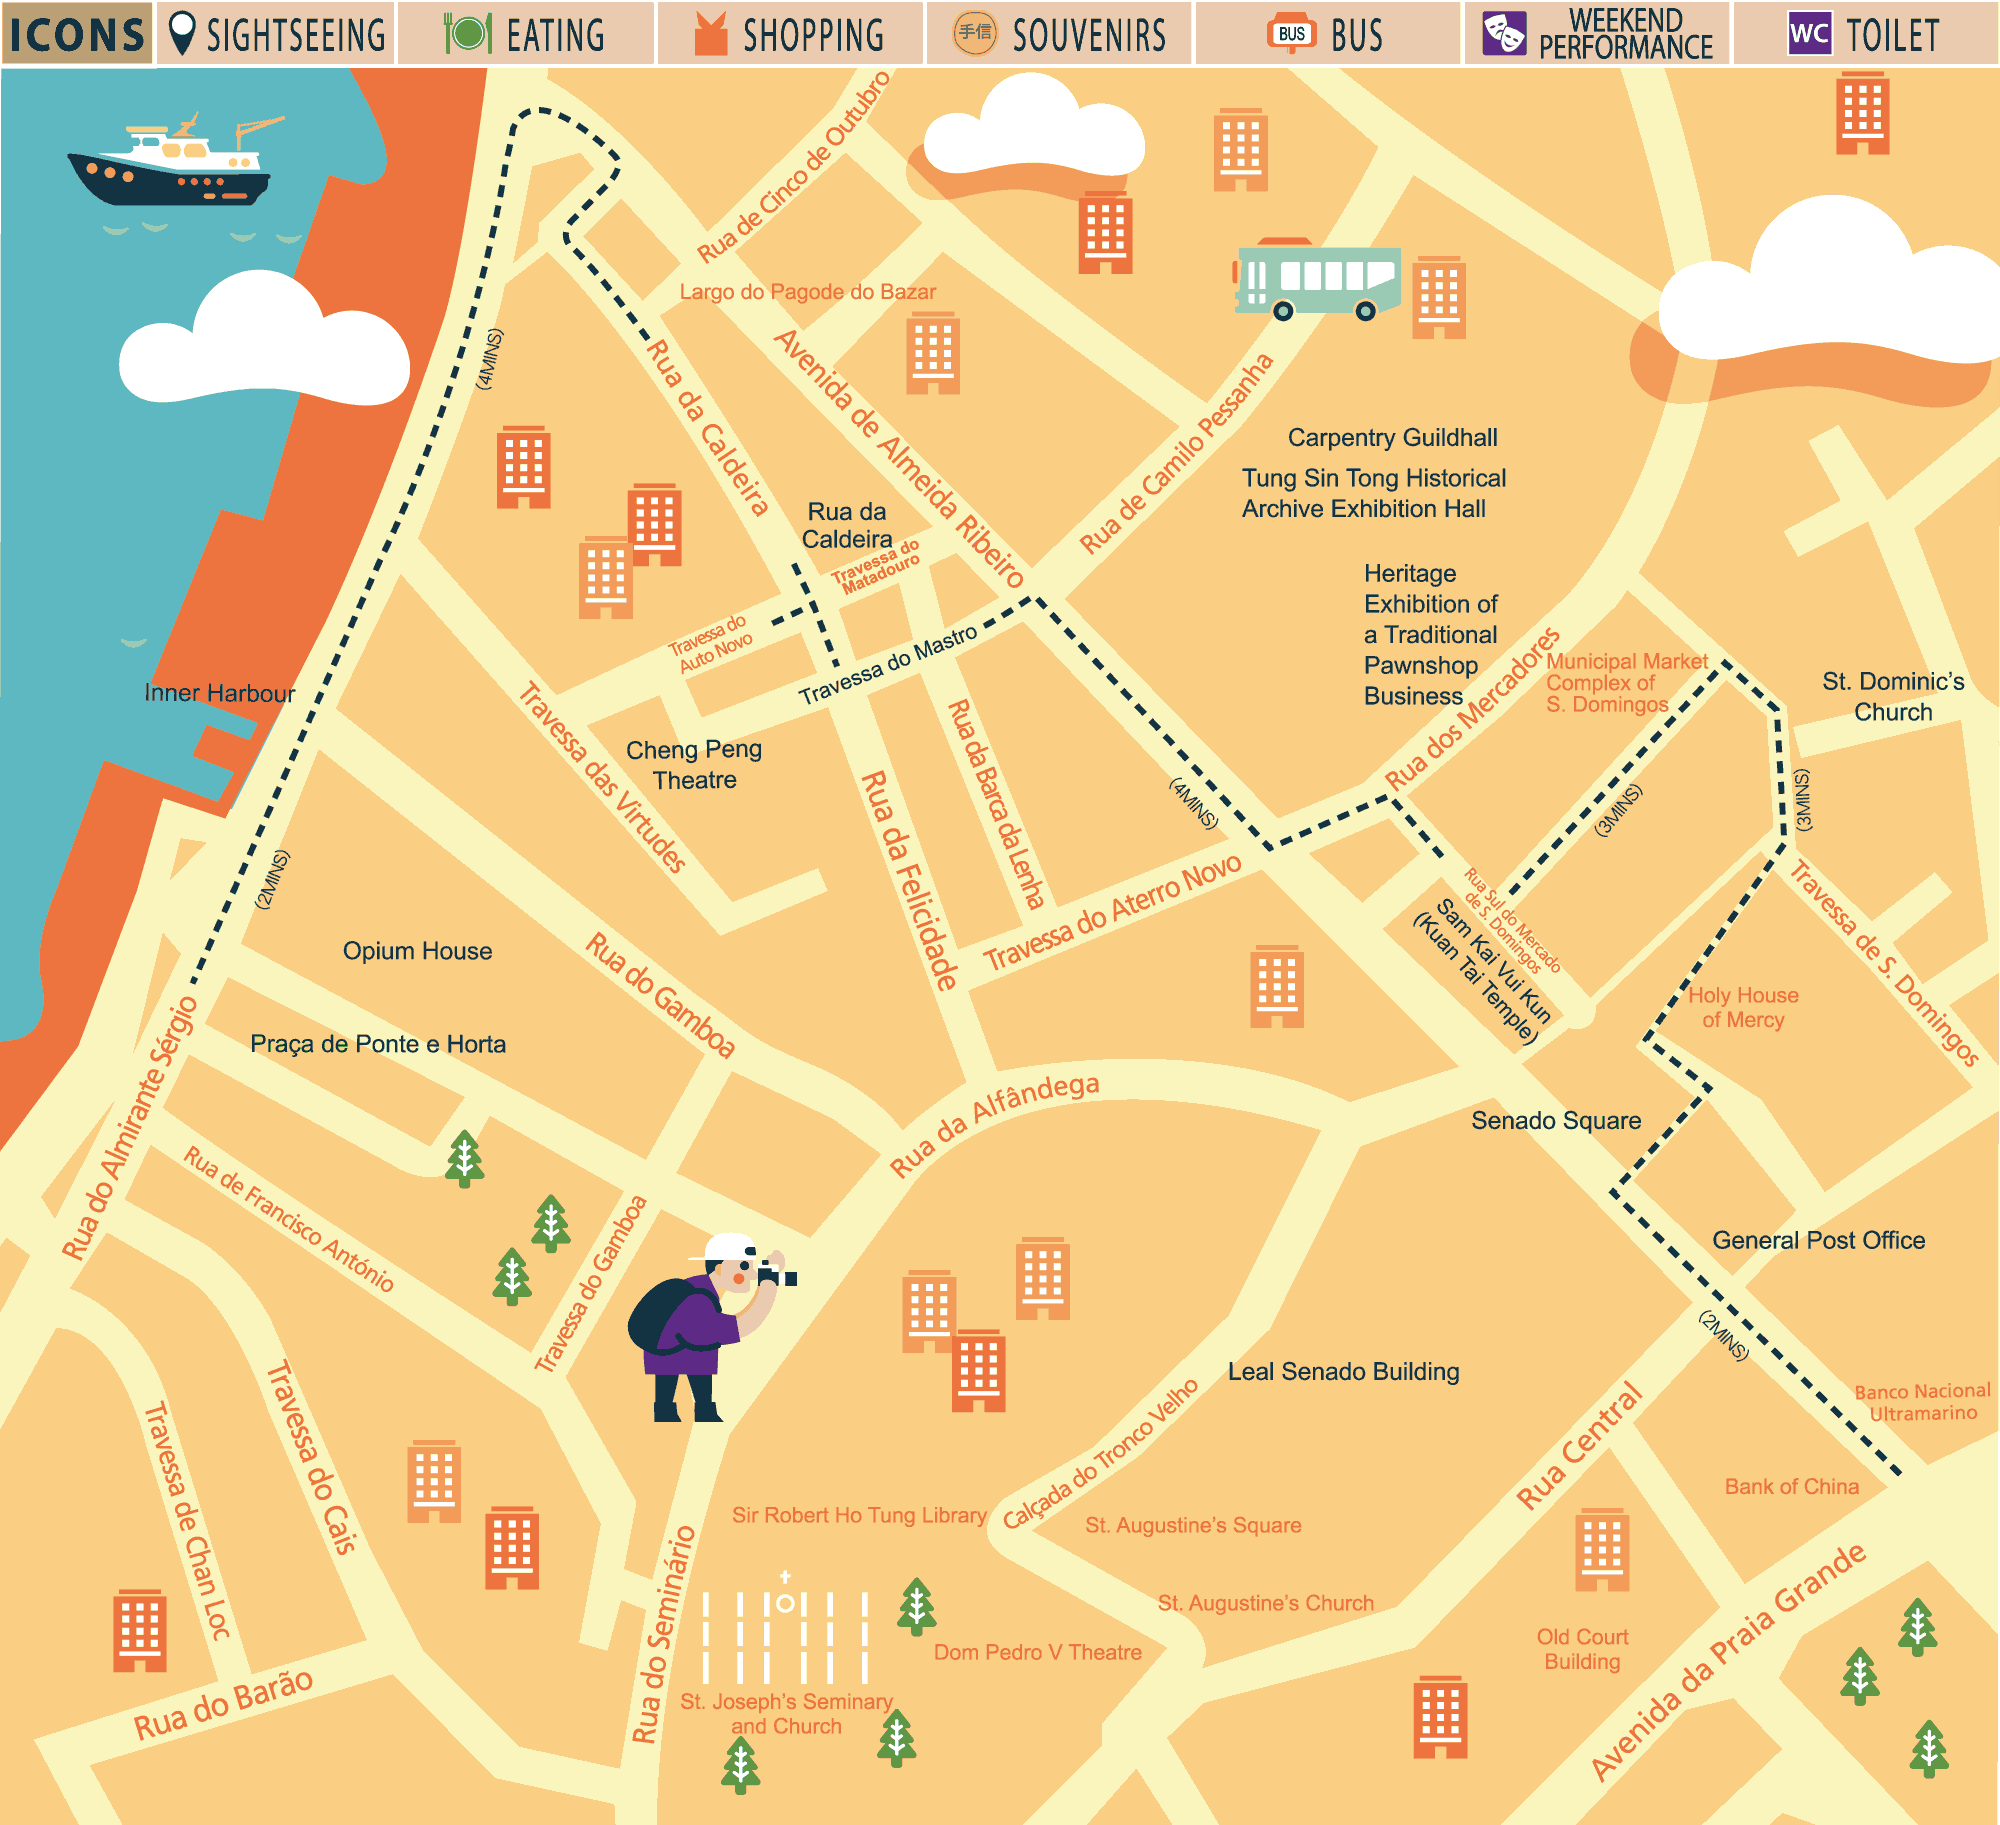 ICONS
SIGHTSEEING
EATING
SHOPPING
手信
SOUVENIRS
BUS
BUS
WEEKEND
PERFORMANCE
WC
TOILET
Rua de Cinco de Outubro
Largo do Pagode do Bazar
(4MINS)
Rua da Caldeira
Avenida de Almeida Ribeiro
Rua de Camilo Pessanha
Carpentry Guildhall
Tung Sin Tong Historical
Archive Exhibition Hall
Rua da
Caldeira
Travessa do
Matadouro
Heritage
Exhibition of
a Traditional
Pawnshop
Business
Travessa do
Auto Novo
Travessa do Mastro
Rua dos Mercadores
Municipal Market
Complex of
S. Domingos
St. Dominic's
Church
Inner Harbour
Cheng Peng
Theatre
Travessa das Virtudes
Rua da Barca da Lenha
Rua da Felicidade
(4MINS)
(3MINS)
(3MINS)
(2MINS)
Travessa do Aterro Novo
Rua Sul do Mercado
de S. Domingos
Sam Kai Vui Kun
(Kuan Tai Temple)
Travessa de S. Domingos
Opium House
Rua do Gamboa
Praça de Ponte e Horta
Holy House
of Mercy
Rua do Almirante Sérgio
Rua da Alfândega
Senado Square
Rua de Francisco António
Travessa do Gamboa
General Post Office
(2MINS)
Leal Senado Building
Calçada do Tronco Velho
Rua Central
Banco Nacional
Ultramarino
Travessa de Chan Loc
Travessa do Cais
Bank of China
Sir Robert Ho Tung Library
St. Augustine's Square
Rua do Seminário
St. Augustine's Church
Avenida da Praia Grande
Old Court
Building
Dom Pedro V Theatre
Rua do Barão
St. Joseph's Seminary
and Church